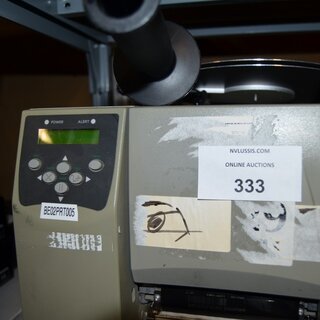 POWER
ALERT
NVLUSSIS.COM
ONLINE AUCTIONS
333
BE02PRT005